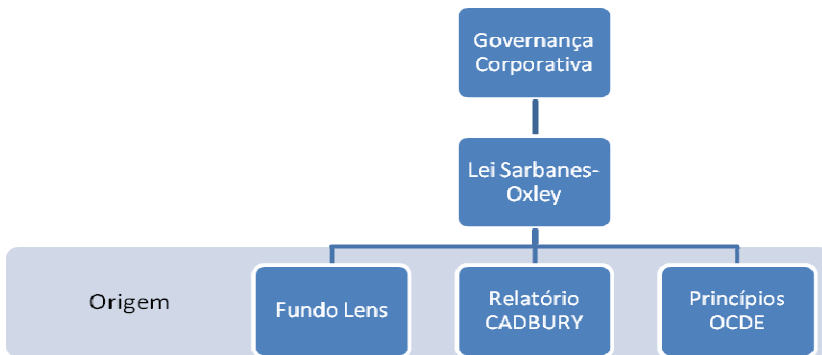 Governança
Corporativa
Lei Sarbanes-
Oxley
Origem
Fundo Lens
Relatório
CADBURY
Princípios
OCDE